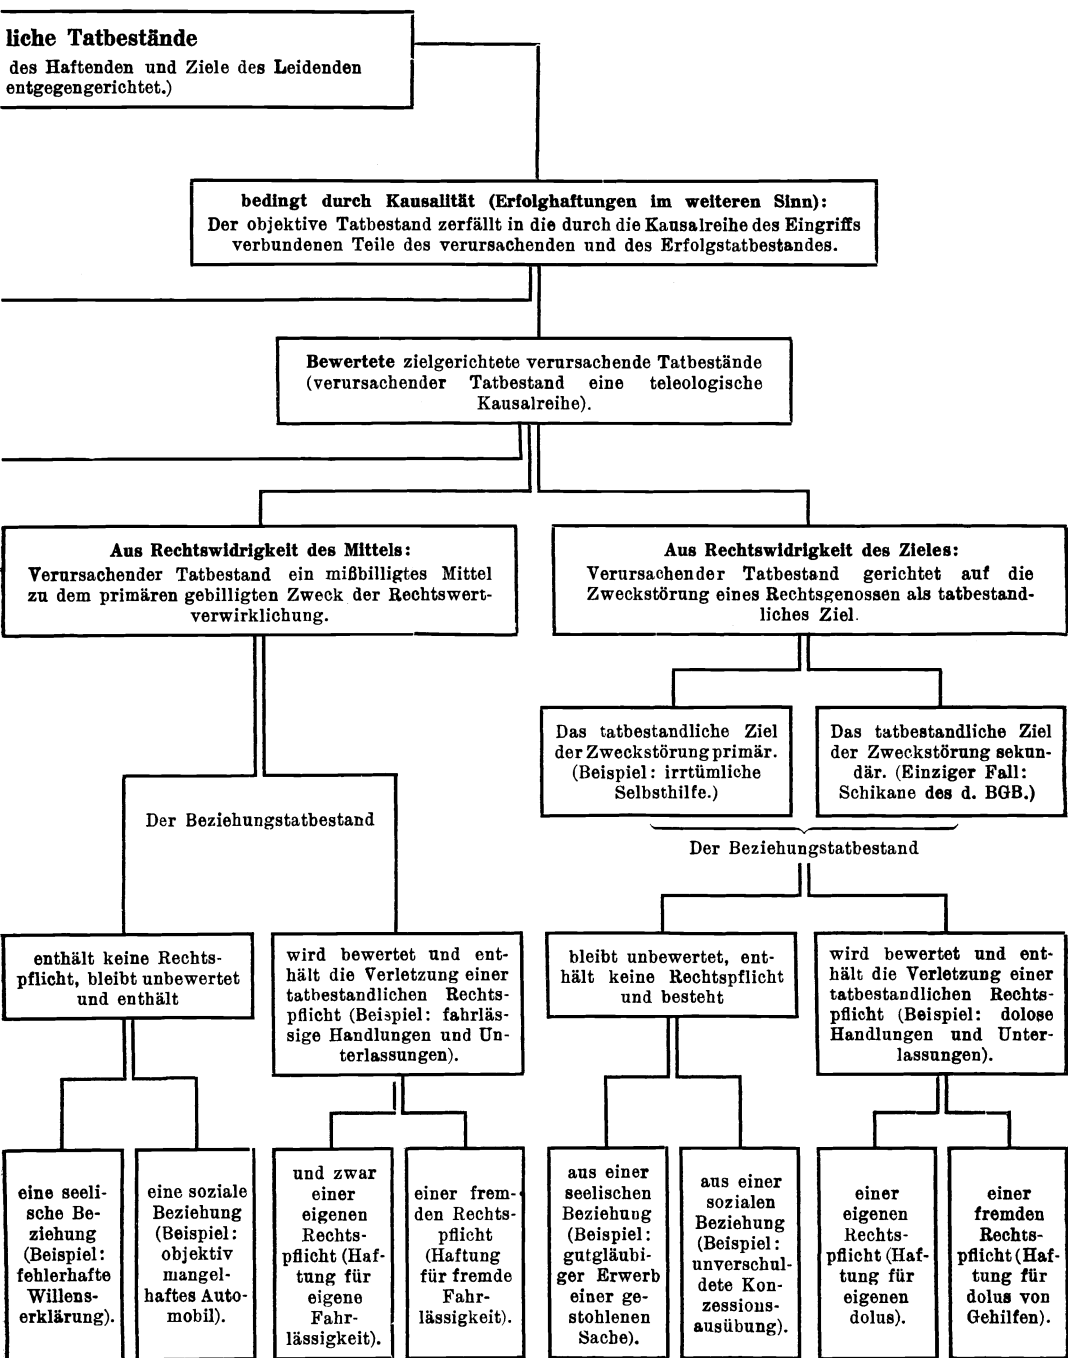 liche Tatbestände
des Haftenden und Ziele des Leidenden
entgegengerichtet.)
bedingt durch Kausalität (Erfolghaftungen im weiteren Sinn):
Der objektive Tatbestand zerfällt in die durch die Kausalreihe des Eingriffs
verbundenen Teile des verursachenden und des Erfolgstatbestandes.
Bewertete zielgerichtete verursachende Tatbestände
(verursachender Tatbestand eine teleologische
Kausalreihe).
Aus Rechtswidrigkeit des Mittels:
Verursachender Tatbestand ein mißbilligtes Mittel
zu dem primären gebilligten Zweck der Rechtswert-
verwirklichung.
Aus Rechtswidrigkeit des Zieles:
Verursachender Tatbestand gerichtet auf die
Zweckstörung eines Rechtsgenossen als tatbestand-
liches Ziel.
Das tatbestandliche Ziel
der Zweckstörung primär.
(Beispiel: irrtümliche
Selbsthilfe.)
Das tatbestandliche Ziel
der Zweckstörung sekun-
där. (Einziger Fall:
Schikane des d. BGB.)
Der Beziehungstatbestand
Der Beziehungstatbestand
enthält keine Rechts-
pflicht, bleibt unbewertet
und enthält
wird bewertet und ent-
hält die Verletzung einer
tatbestandlichen Rechts-
pflicht (Beispiel: fahrläs-
sige Handlungen und Un-
terlassungen).
bleibt unbewertet, ent-
hält keine Rechtspflicht
und besteht
wird bewertet und ent-
hält die Verletzung einer
tatbestandlichen Rechts-
pflicht (Beispiel: dolose
Handlungen und Unter-
lassungen).
eine seeli-
sche Be-
ziehung
(Beispiel:
fehlerhafte
Willens-
erklärung).
eine soziale
Beziehung
(Beispiel:
objektiv
mangel-
haftes Auto-
mobil).
und zwar
einer
eigenen
Rechts-
pflicht (Haf-
tung für
eigene
Fahr-
lässigkeit).
einer frem-
den Rechts-
pflicht
(Haftung
für fremde
Fahr-
lässigkeit).
aus einer
seelischen
Beziehung
(Beispiel:
gutgläubi-
ger Erwerb
einer ge-
stohlenen
Sache).
aus einer
sozialen
Beziehung
(Beispiel:
unverschul-
dete Kon-
zessions-
ausübung).
einer
eigenen
Rechts-
pflicht (Haf-
tung für
eigenen
dolus).
einer
fremden
Rechts-
pflicht (Haf-
tung für
dolus von
Gehilfen).